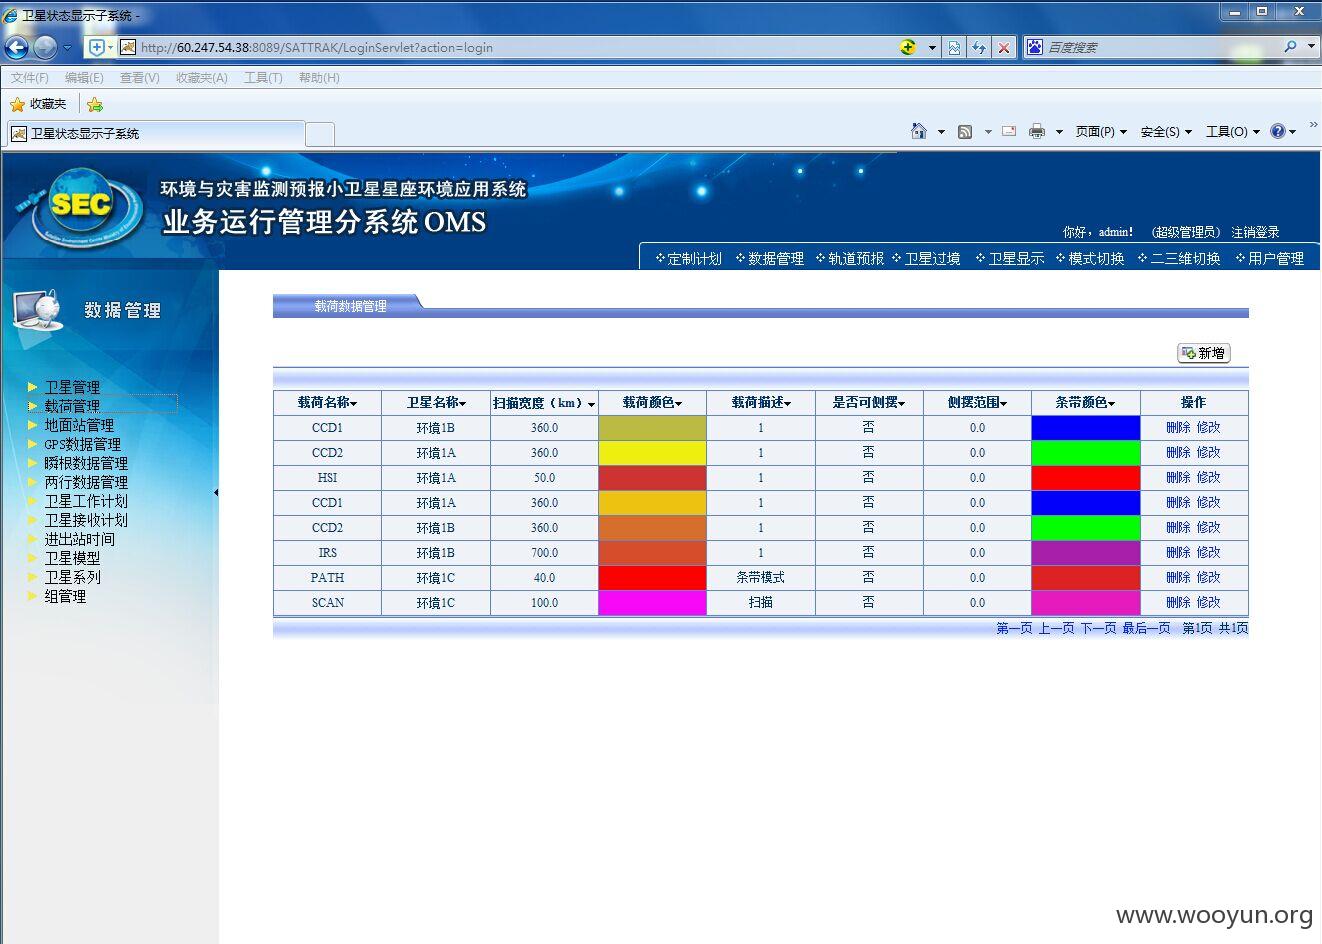 卫星状态显示子系统 -
http://60.247.54.38:8089/SATTRAK/LoginServlet?action=login
百度搜索
文件(F) 编辑(E) 查看(V) 收藏夹(A) 工具(T) 帮助(H)
收藏夹
卫星状态显示子系统
页面(P) 安全(S) 工具(O)
SEC
环境与灾害监测预报小卫星星座环境应用系统
业务运行管理分系统 OMS
你好，admin! (超级管理员) 注销登录
定制计划 数据管理 轨道预报 卫星过境 卫星显示 模式切换 二三维切换 用户管理
数据管理
卫星管理
载荷管理
地面站管理
GPS数据管理
瞬根数据管理
两行数据管理
卫星工作计划
卫星接收计划
进出站时间
卫星模型
卫星系列
组管理
载荷数据管理
新增
载荷名称 卫星名称 扫描宽度（km） 载荷颜色 载荷描述 是否可侧摆 侧摆范围 条带颜色 操作
CCD1 环境1B 360.0 1 否 0.0 删除 修改
CCD2 环境1A 360.0 1 否 0.0 删除 修改
HSI 环境1A 50.0 1 否 0.0 删除 修改
CCD1 环境1A 360.0 1 否 0.0 删除 修改
CCD2 环境1B 360.0 1 否 0.0 删除 修改
IRS 环境1B 700.0 1 否 0.0 删除 修改
PATH 环境1C 40.0 条带模式 否 0.0 删除 修改
SCAN 环境1C 100.0 扫描 否 0.0 删除 修改
第一页 上一页 下一页 最后一页 第1页 共1页
www.wooyun.org